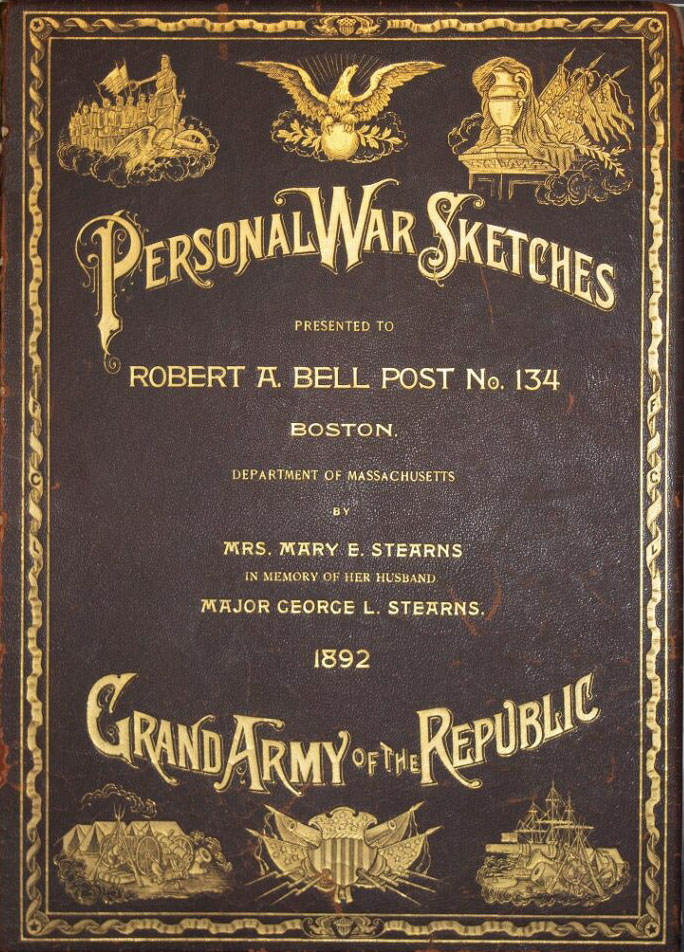 PERSONAL WAR SKETCHES
PRESENTED TO
ROBERT A. BELL POST No. 134
BOSTON.
DEPARTMENT OF MASSACHUSETTS
BY
MRS. MARY E. STEARNS
IN MEMORY OF HER HUSBAND
MAJOR GEORGE L. STEARNS.
1892
GRAND ARMY OF THE REPUBLIC
F
C
L
F
C
L